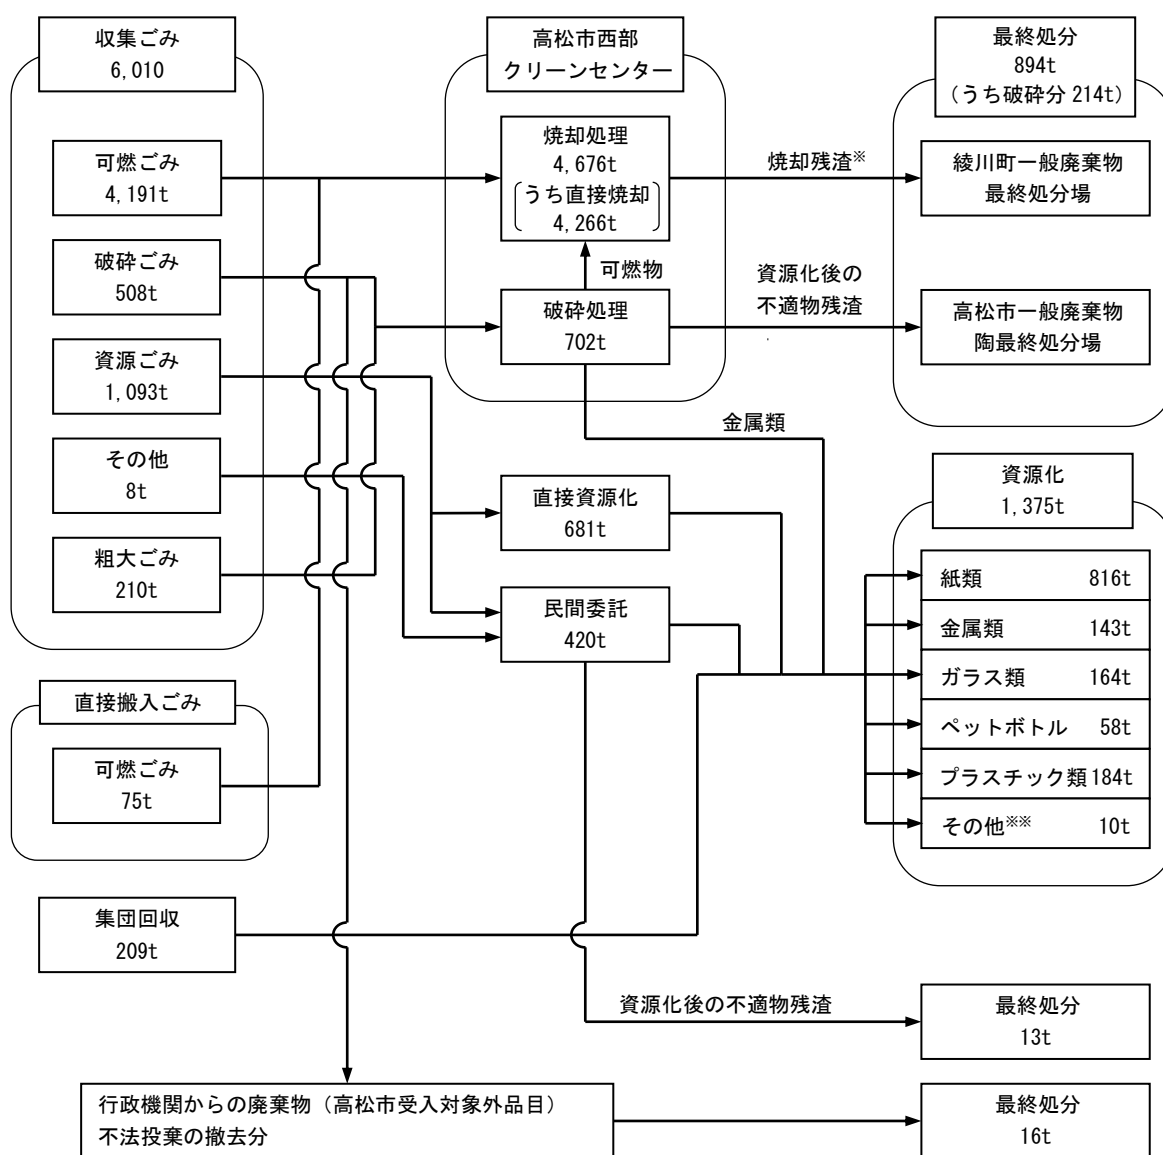 収集ごみ
6,010
可燃ごみ
4,191t
破砕ごみ
508t
資源ごみ
1,093t
その他
8t
粗大ごみ
210t
直接搬入ごみ
可燃ごみ
75t
集団回収
209t
高松市西部
クリーンセンター
焼却処理
4,676t
うち直接焼却
4,266t
可燃物
破砕処理
702t
焼却残渣※
資源化後の
不適物残渣
金属類
直接資源化
681t
民間委託
420t
最終処分
894t
（うち破砕分 214t）
綾川町一般廃棄物
最終処分場
高松市一般廃棄物
陶最終処分場
資源化
1,375t
紙類 816t
金属類 143t
ガラス類 164t
ペットボトル 58t
プラスチック類 184t
その他※※ 10t
資源化後の不適物残渣
最終処分
13t
行政機関からの廃棄物（高松市受入対象外品目）
不法投棄の撤去分
最終処分
16t